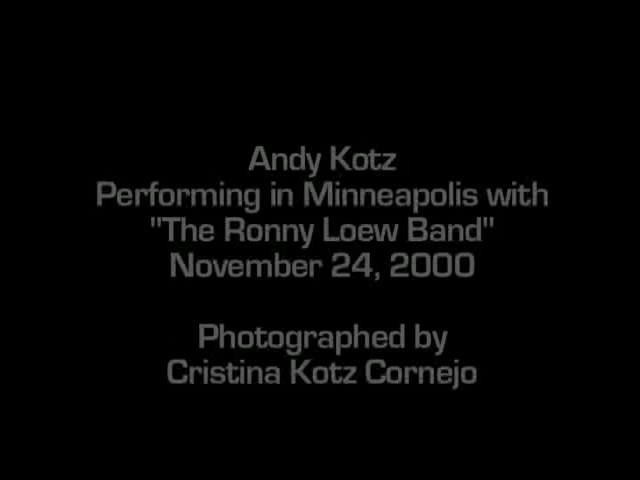 Andy Kotz
Performing in Minneapolis with
"The Ronny Loew Band"
November 24, 2000
Photographed by
Cristina Kotz Cornejo